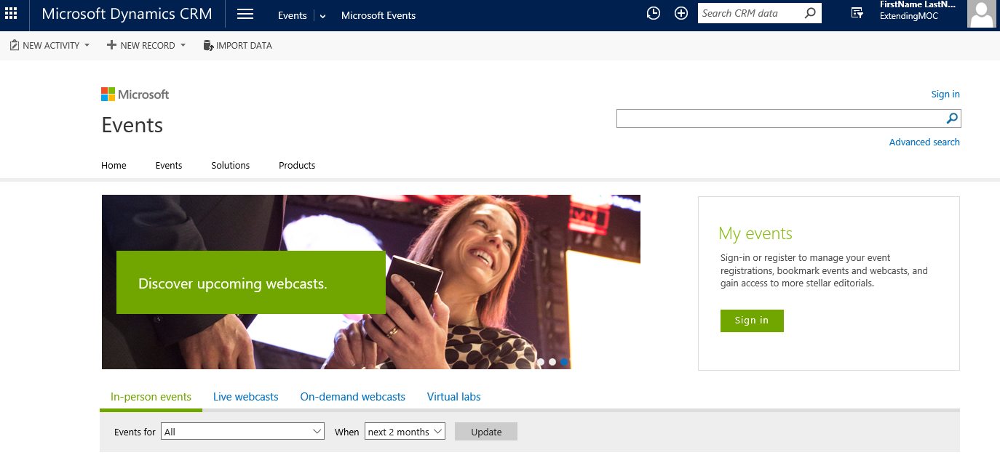 Microsoft Dynamics CRM
Events
Microsoft Events
Search CRM data
FirstName LastN...
ExtendingMOC
NEW ACTIVITY
NEW RECORD
IMPORT DATA
Microsoft
Sign in
Events
Advanced search
Home
Events
Solutions
Products
Discover upcoming webcasts.
My events
Sign-in or register to manage your event
registrations, bookmark events and webcasts, and
gain access to more stellar editorials.
Sign in
In-person events
Live webcasts
On-demand webcasts
Virtual labs
Events for
All
When
next 2 months
Update